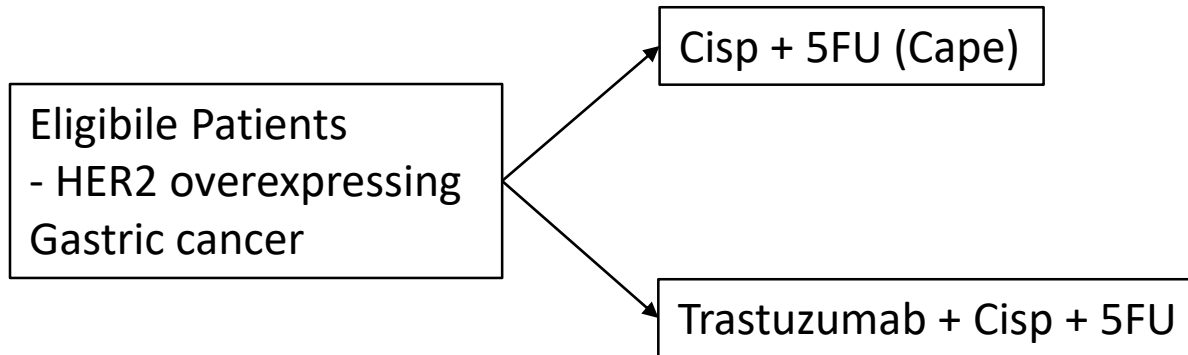 Cisp + 5FU (Cape)
Eligibile Patients
- HER2 overexpressing
Gastric cancer
Trastuzumab + Cisp + 5FU